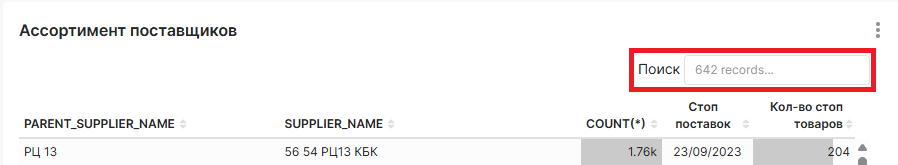 Ассортимент поставщиков
Поиск 642 records...
PARENT_SUPPLIER_NAME SUPPLIER_NAME COUNT(*) Стоп поставок Кол-во стоп товаров
РЦ 13 56 54 РЦ13 КБК 1.76k 23/09/2023 204